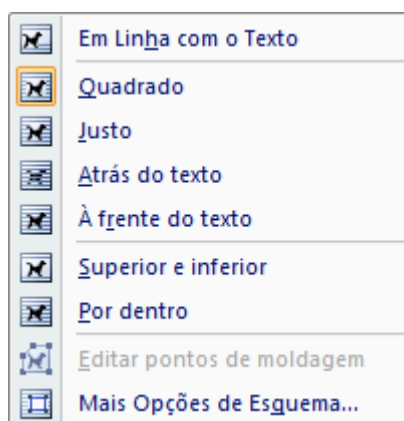 Em Linha com o Texto
Quadrado
Justo
Atrás do texto
À frente do texto
Superior e inferior
Por dentro
Editar pontos de moldagem
Mais Opções de Esquema...